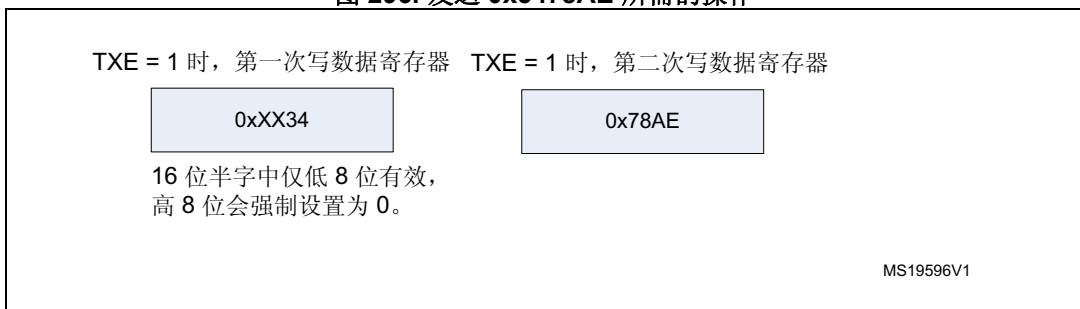 TXE = 1 时，第一次写数据寄存器 TXE = 1 时，第二次写数据寄存器
0xXX34 0x78AE
16 位半字中仅低 8 位有效，
高 8 位会强制设置为 0。
MS19596V1